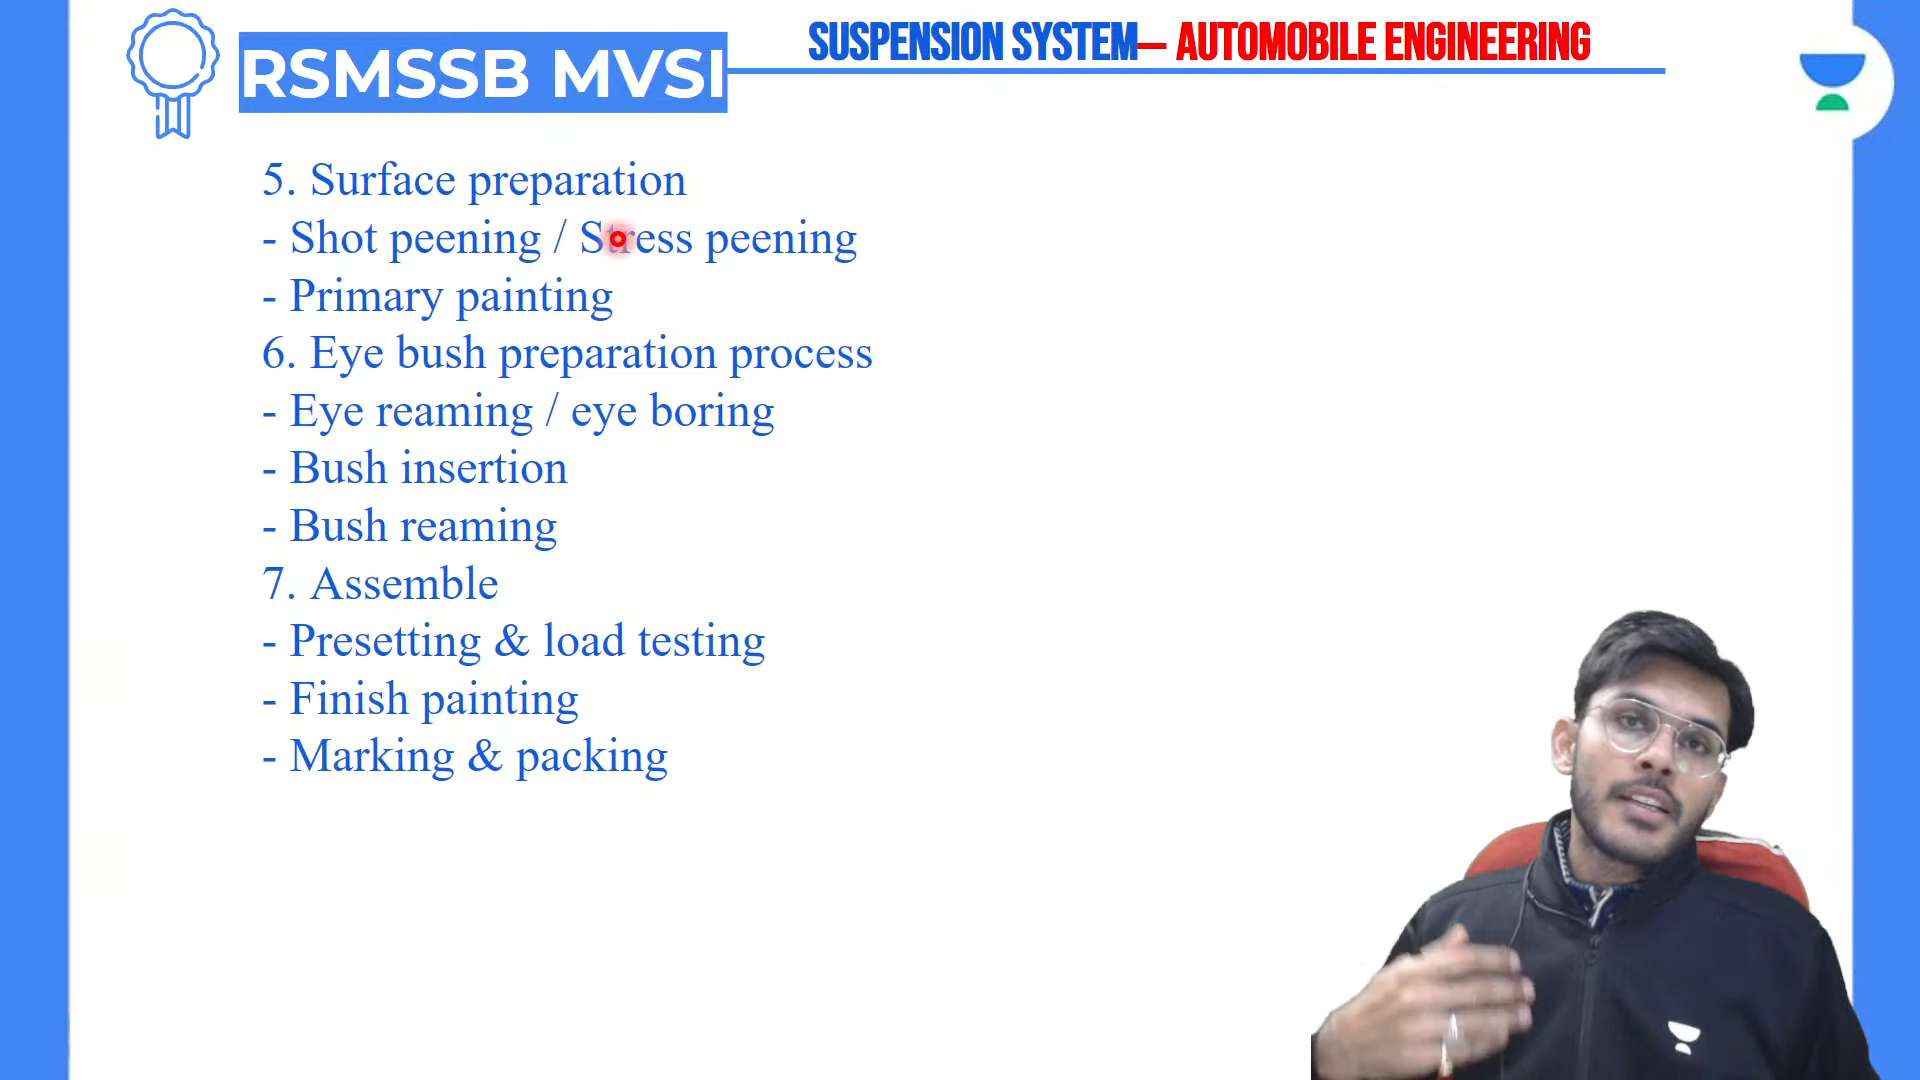 RSMSSB MVSI
SUSPENSION SYSTEM– AUTOMOBILE ENGINEERING
5. Surface preparation
- Shot peening / Stress peening
- Primary painting
6. Eye bush preparation process
- Eye reaming / eye boring
- Bush insertion
- Bush reaming
7. Assemble
- Presetting & load testing
- Finish painting
- Marking & packing